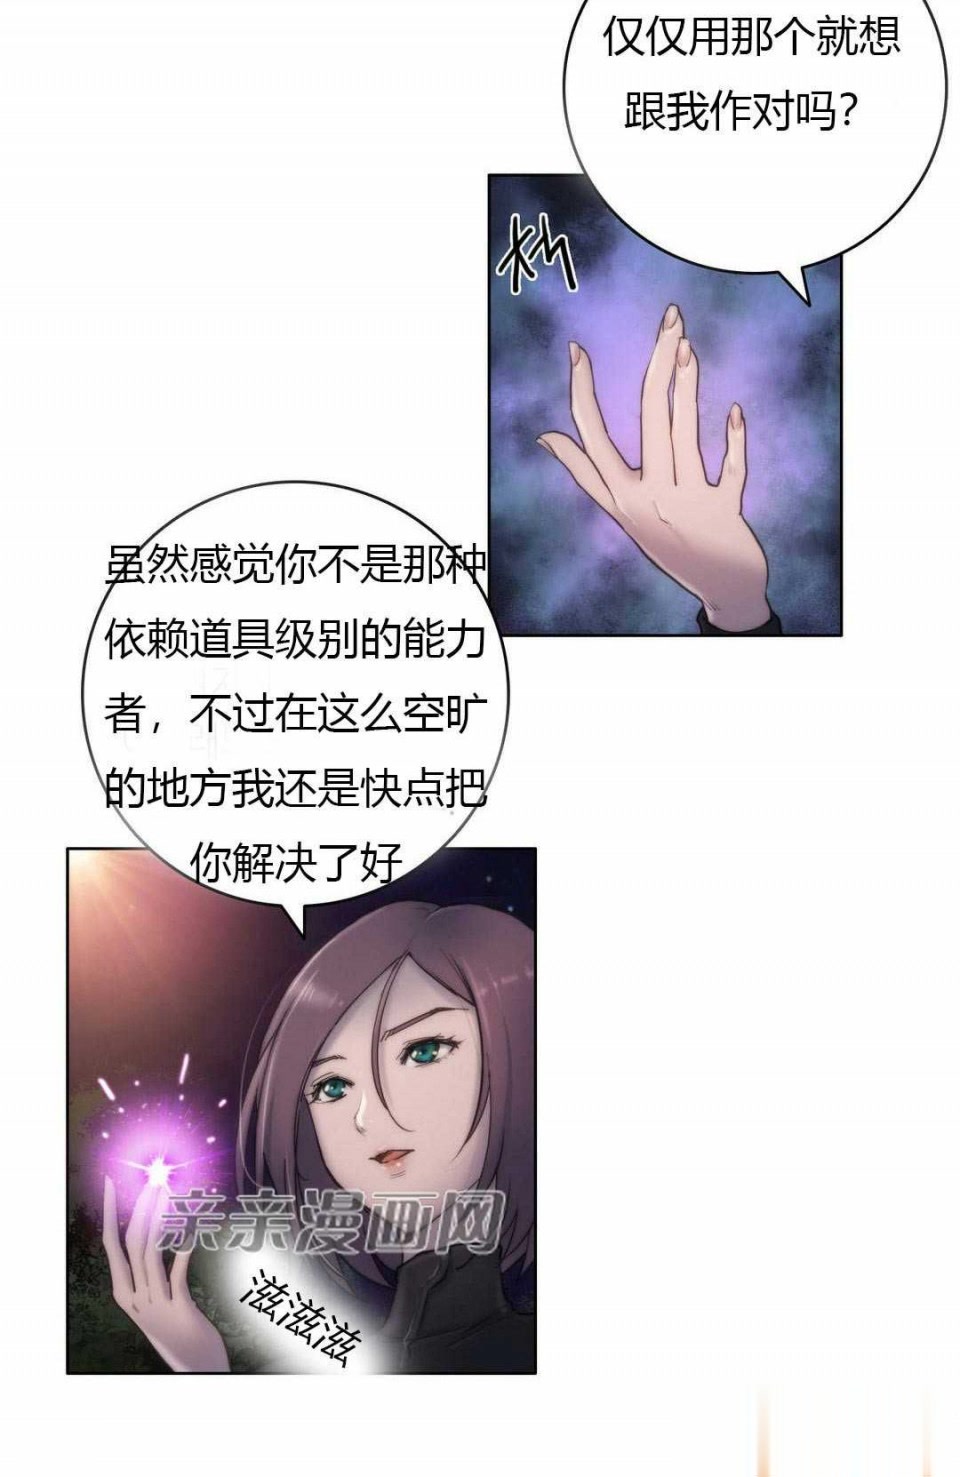 仅仅用那个就想
跟我作对吗？
虽然感觉你不是那种
依赖道具级别的能力
者，不过在这么空旷
的地方我还是快点把
你解决了好
亲亲漫画网
滋滋滋